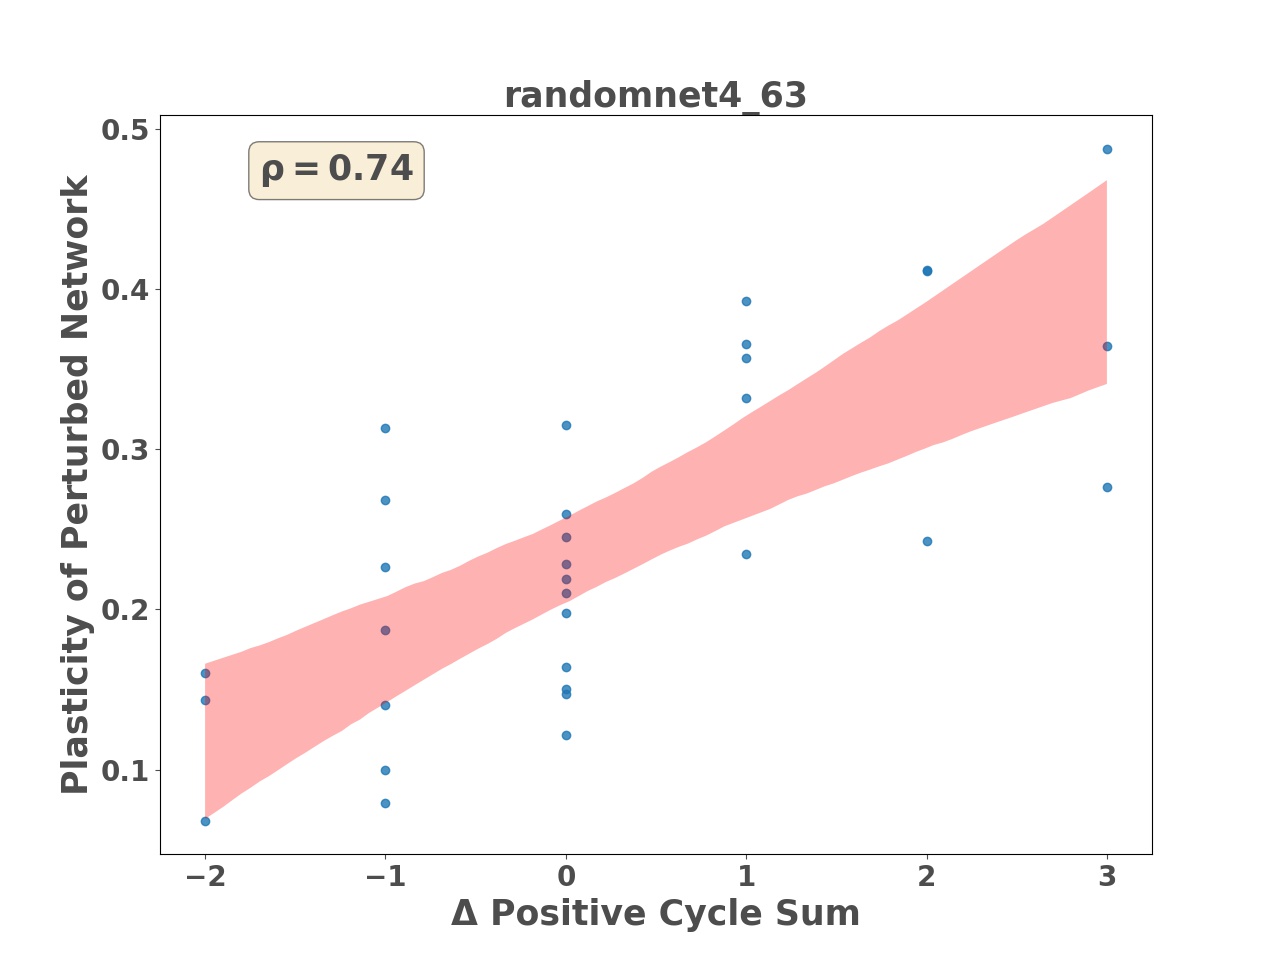 randomnet4_63
ρ = 0.74
Plasticity of Perturbed Network
0.5
0.4
0.3
0.2
0.1
−2 −1 0 1 2 3
Δ Positive Cycle Sum